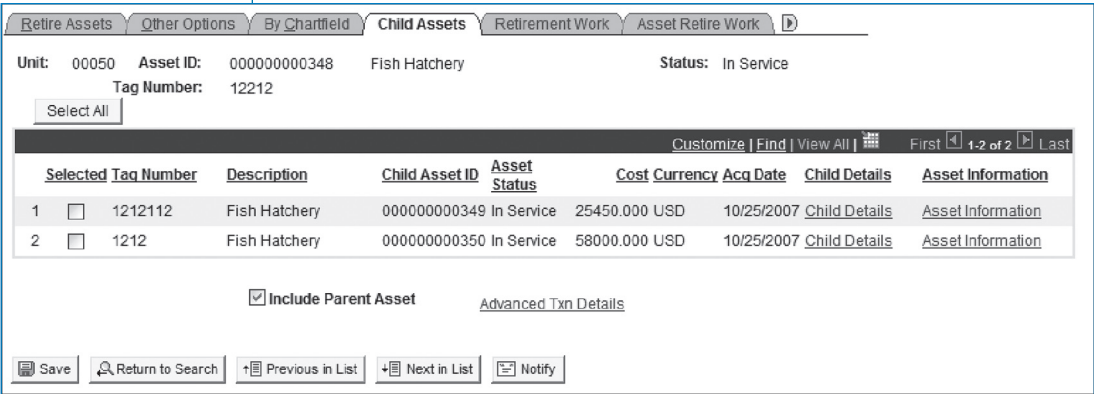 Retire Assets Other Options By Chartfield Child Assets Retirement Work Asset Retire Work
Unit: 00050 Asset ID: 000000000348 Fish Hatchery Status: In Service
Tag Number: 12212
Select All
Customize | Find | View All | First 1-2 of 2 Last
Selected Tag Number Description Child Asset ID Asset Status Cost Currency Acq Date Child Details Asset Information
1 1212112 Fish Hatchery 000000000349 In Service 25450.000 USD 10/25/2007 Child Details Asset Information
2 1212 Fish Hatchery 000000000350 In Service 58000.000 USD 10/25/2007 Child Details Asset Information
Include Parent Asset Advanced Txn Details
Save Return to Search Previous in List Next in List Notify